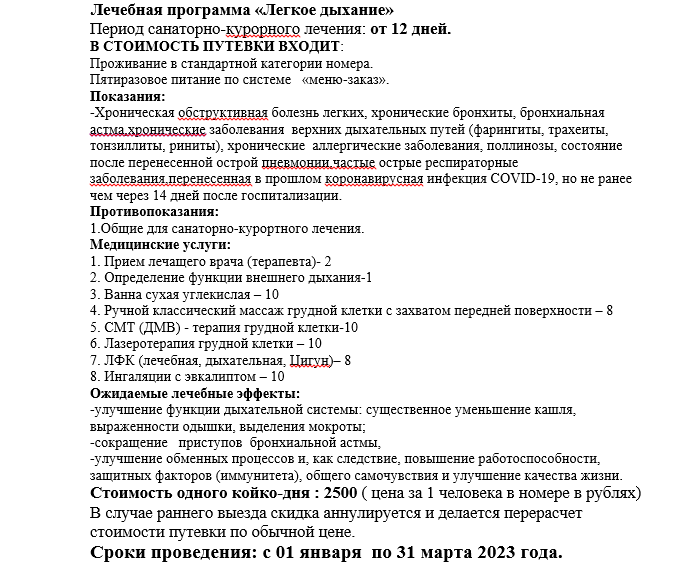 Лечебная программа «Легкое дыхание»
Период санаторно-курорного лечения: от 12 дней.
В СТОИМОСТЬ ПУТЕВКИ ВХОДИТ:
Проживание в стандартной категории номера.
Пятиразовое питание по системе «меню-заказ».
Показания:
-Хроническая обструктивная болезнь легких, хронические бронхиты, бронхиальная
астма,хронические заболевания верхних дыхательных путей (фарингиты, трахеиты,
тонзиллиты, риниты), хронические аллергические заболевания, поллинозы, состояние
после перенесенной острой пневмонии,частые острые респираторные
заболевания,перенесенная в прошлом коронавирусная инфекция COVID-19, но не ранее
чем через 14 дней после госпитализации.
Противопоказания:
1.Общие для санаторно-курортного лечения.
Медицинские услуги:
1. Прием лечащего врача (терапевта)- 2
2. Определение функции внешнего дыхания-1
3. Ванна сухая углекислая – 10
4. Ручной классический массаж грудной клетки с захватом передней поверхности – 8
5. СМТ (ДМВ) - терапия грудной клетки-10
6. Лазеротерапия грудной клетки – 10
7. ЛФК (лечебная, дыхательная, Цигун)– 8
8. Ингаляции с эвкалиптом – 10
Ожидаемые лечебные эффекты:
-улучшение функции дыхательной системы: существенное уменьшение кашля,
выраженности одышки, выделения мокроты;
-сокращение приступов бронхиальной астмы,
-улучшение обменных процессов и, как следствие, повышение работоспособности,
защитных факторов (иммунитета), общего самочувствия и улучшение качества жизни.
Стоимость одного койко-дня : 2500 ( цена за 1 человека в номере в рублях)
В случае раннего выезда скидка аннулируется и делается перерасчет
стоимости путевки по обычной цене.
Сроки проведения: с 01 января по 31 марта 2023 года.